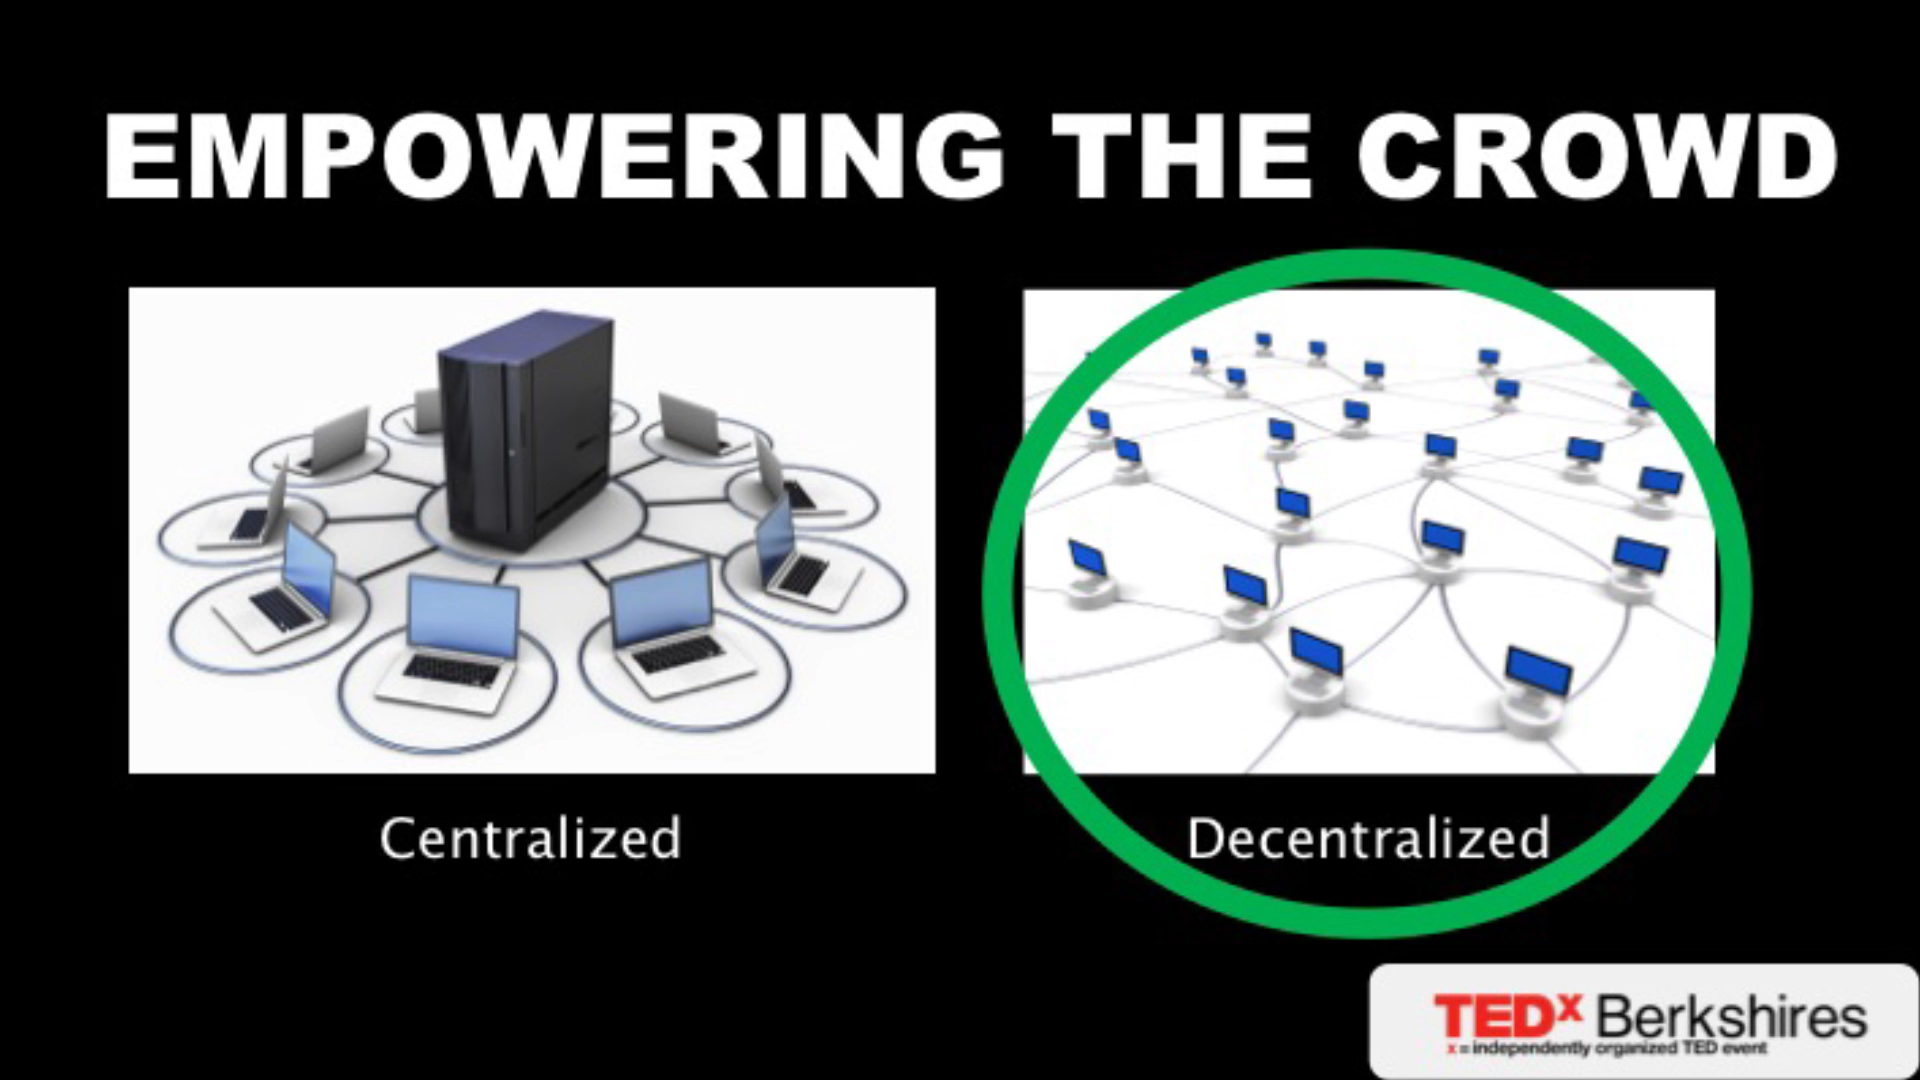 EMPOWERING THE CROWD
Centralized
Decentralized
TEDx Berkshires
x = independently organized TED event